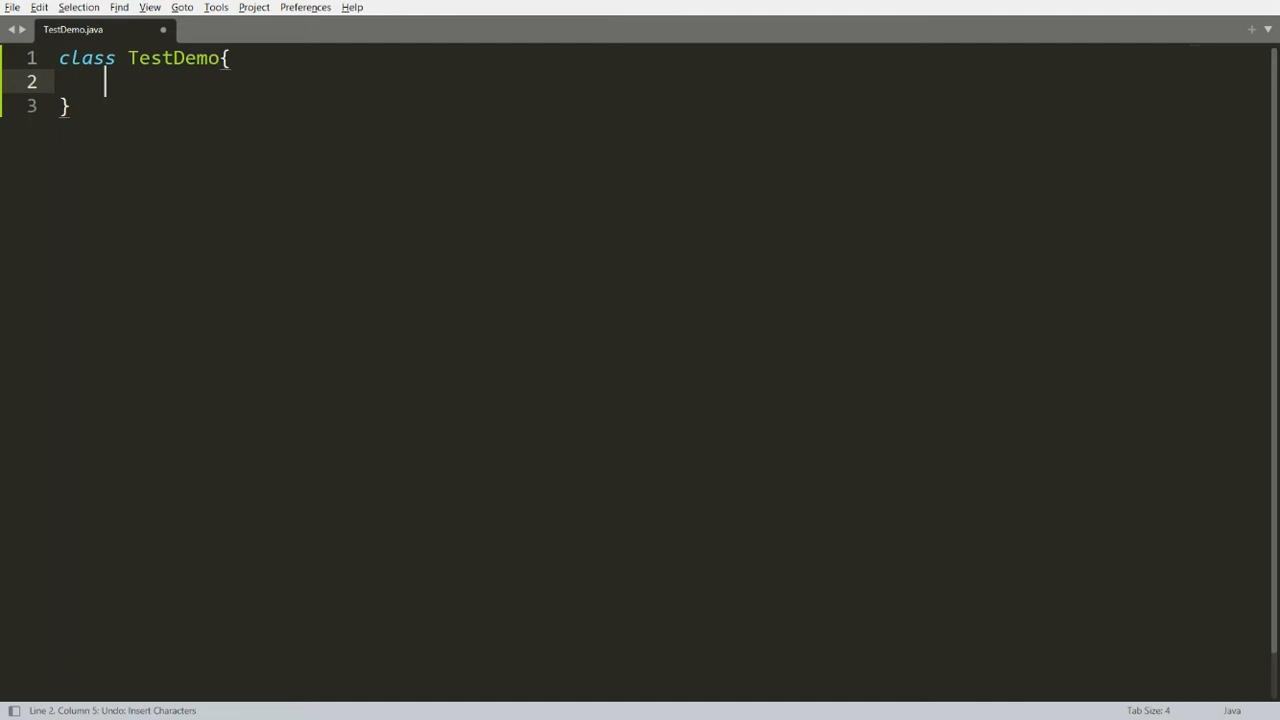 File Edit Selection Find View Goto Tools Project Preferences Help
TestDemo.java
1 class TestDemo{
2
3 }
Line 2, Column 5; Undo: Insert Characters Tab Size: 4 Java